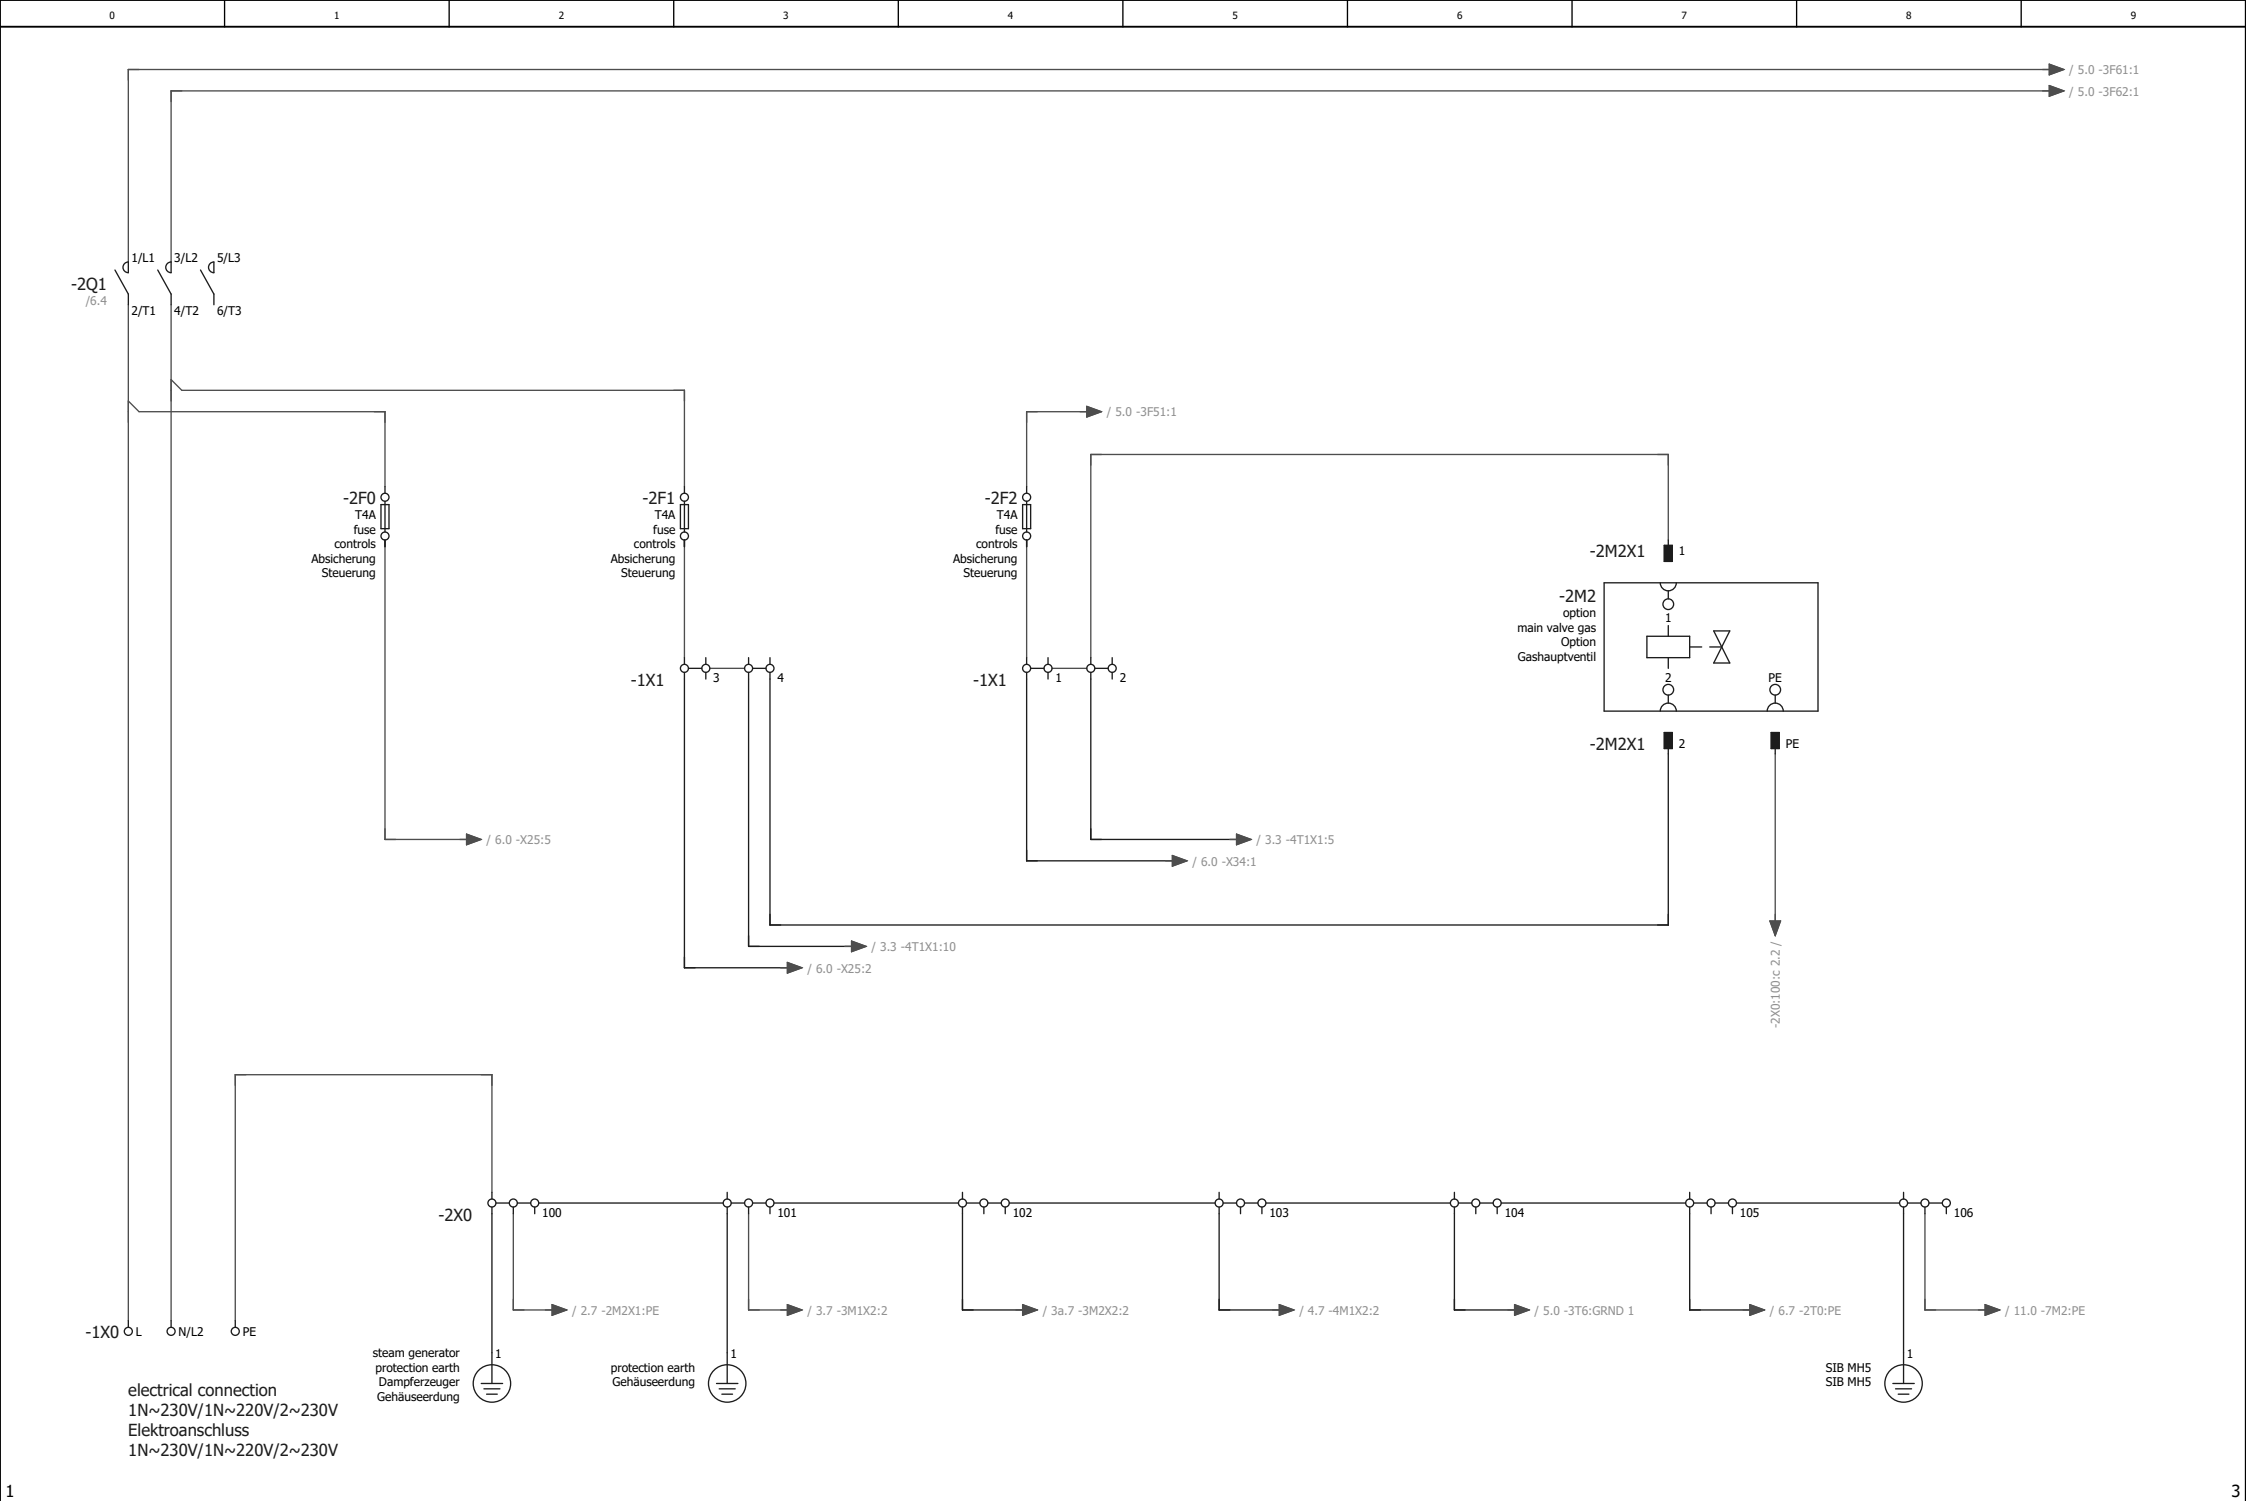 0 1 2 3 4 5 6 7 8 9
/ 5.0 -3F61:1
/ 5.0 -3F62:1
1/L1 3/L2 5/L3
-2Q1
/6.4
2/T1 4/T2 6/T3
/ 5.0 -3F51:1
-2F0
T4A
fuse
controls
Absicherung
Steuerung
-2F1
T4A
fuse
controls
Absicherung
Steuerung
-2F2
T4A
fuse
controls
Absicherung
Steuerung
-2M2X1 1
-2M2
option
main valve gas
Option
Gashauptventil
1
2
PE
-2M2X1 2 PE
-1X1 3 4
-1X1 1 2
/ 6.0 -X25:5
/ 3.3 -4T1X1:5
/ 6.0 -X34:1
/ 3.3 -4T1X1:10
/ 6.0 -X25:2
-2X0:100:c 2.2 /
-2X0 100 101 102 103 104 105 106
/ 2.7 -2M2X1:PE
/ 3.7 -3M1X2:2
/ 3a.7 -3M2X2:2
/ 4.7 -4M1X2:2
/ 5.0 -3T6:GRND 1
/ 6.7 -2T0:PE
/ 11.0 -7M2:PE
-1X0 L N/L2 PE
steam generator
protection earth
Dampferzeuger
Gehäuseerdung
1
protection earth
Gehäuseerdung
1
SIB MH5
SIB MH5
1
electrical connection
1N~230V/1N~220V/2~230V
Elektroanschluss
1N~230V/1N~220V/2~230V
1
3